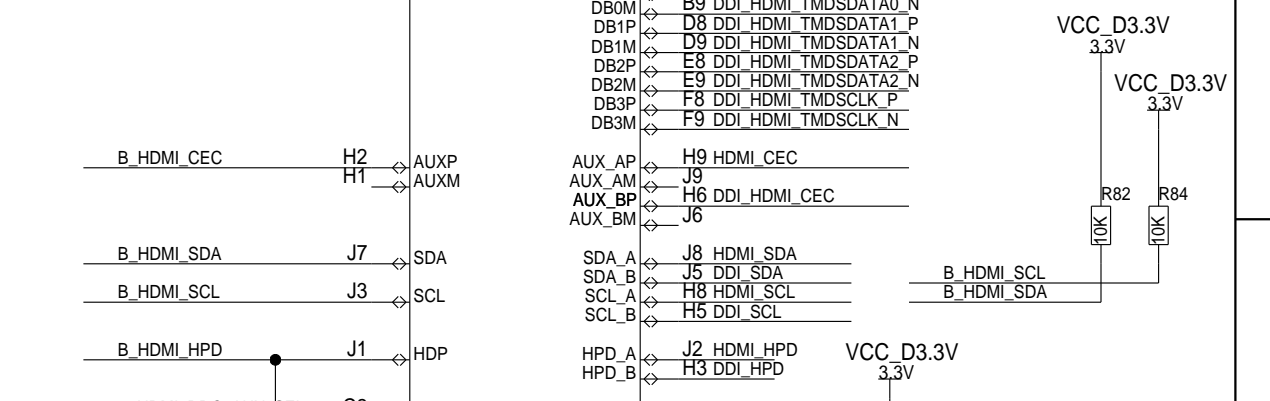 DB0M B9 DDI_HDMI_TMDSDATA0_N
DB1P D8 DDI_HDMI_TMDSDATA1_P
DB1M D9 DDI_HDMI_TMDSDATA1_N
DB2P E8 DDI_HDMI_TMDSDATA2_P
DB2M E9 DDI_HDMI_TMDSDATA2_N
DB3P F8 DDI_HDMI_TMDSCLK_P
DB3M F9 DDI_HDMI_TMDSCLK_N
VCC_D3.3V
3.3V
VCC_D3.3V
3.3V
B_HDMI_CEC H2 AUXP
H1 AUXM
AUX_AP H9 HDMI_CEC
AUX_AM J9
AUX_BP H6 DDI_HDMI_CEC
AUX_BM J6
R82 R84
10K 10K
B_HDMI_SDA J7 SDA
B_HDMI_SCL J3 SCL
SDA_A J8 HDMI_SDA
SDA_B J5 DDI_SDA
SCL_A H8 HDMI_SCL
SCL_B H5 DDI_SCL
B_HDMI_SCL
B_HDMI_SDA
B_HDMI_HPD J1 HDP
HPD_A J2 HDMI_HPD
HPD_B H3 DDI_HPD
VCC_D3.3V
3.3V